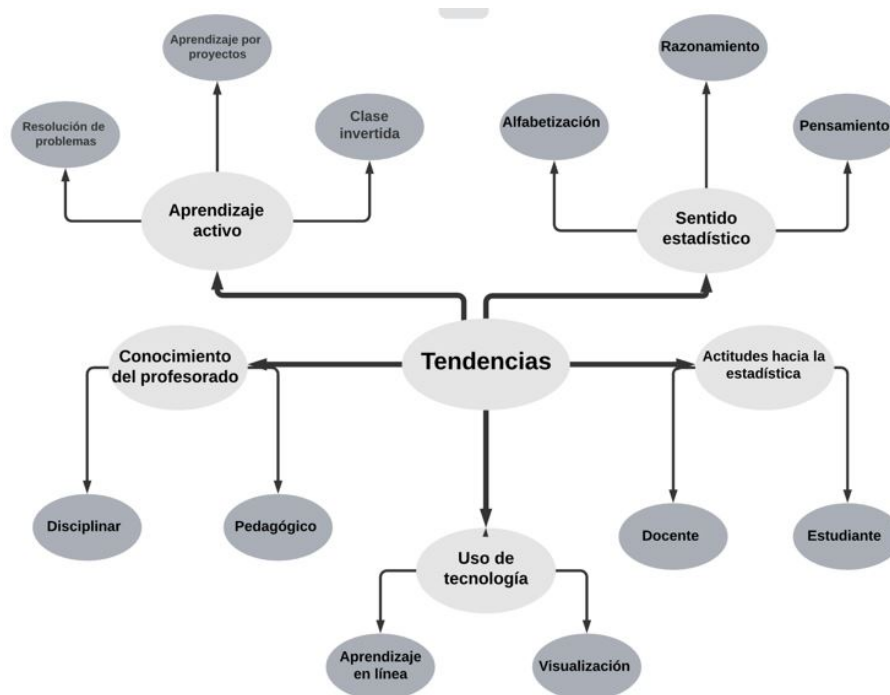 Aprendizaje por
proyectos
Razonamiento
Resolución de
problemas
Clase
invertida
Alfabetización
Pensamiento
Aprendizaje
activo
Sentido
estadístico
Tendencias
Conocimiento
del profesorado
Actitudes hacia la
estadística
Disciplinar
Pedagógico
Docente
Estudiante
Uso de
tecnología
Aprendizaje
en línea
Visualización